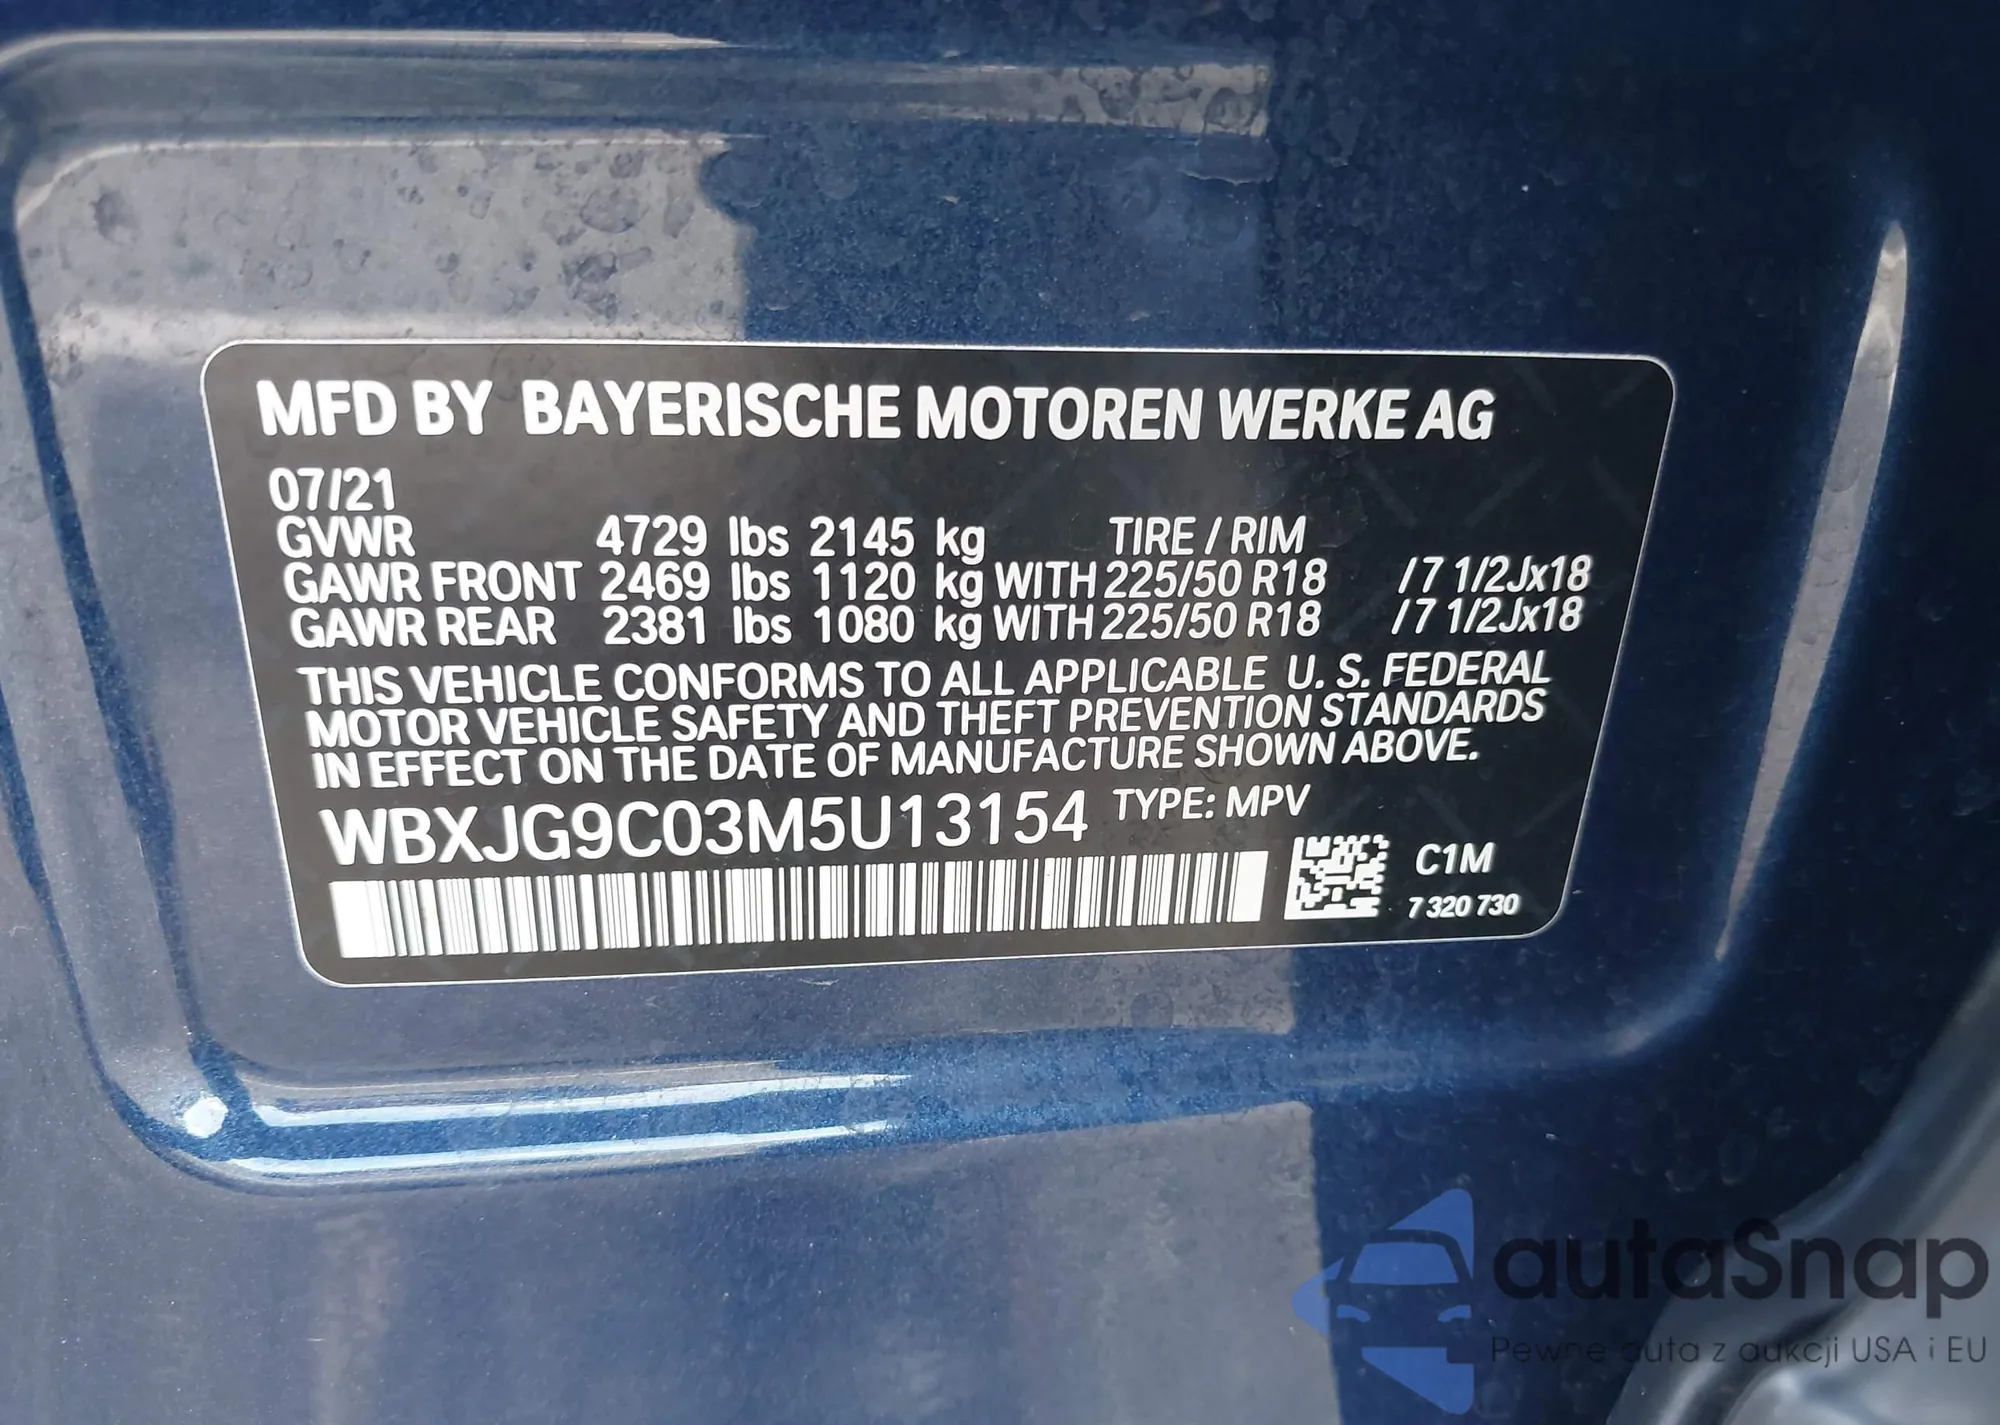 MFD BY BAYERISCHE MOTOREN WERKE AG
07/21
GVWR 4729 lbs 2145 kg TIRE / RIM
GAWR FRONT 2469 lbs 1120 kg WITH 225/50 R18 / 7 1/2Jx18
GAWR REAR 2381 lbs 1080 kg WITH 225/50 R18 / 7 1/2Jx18
THIS VEHICLE CONFORMS TO ALL APPLICABLE U. S. FEDERAL
MOTOR VEHICLE SAFETY AND THEFT PREVENTION STANDARDS
IN EFFECT ON THE DATE OF MANUFACTURE SHOWN ABOVE.
WBXJG9C03M5U13154 TYPE: MPV
C1M
7 320 730
autaSnap
Pewne auta z aukcji USA i EU